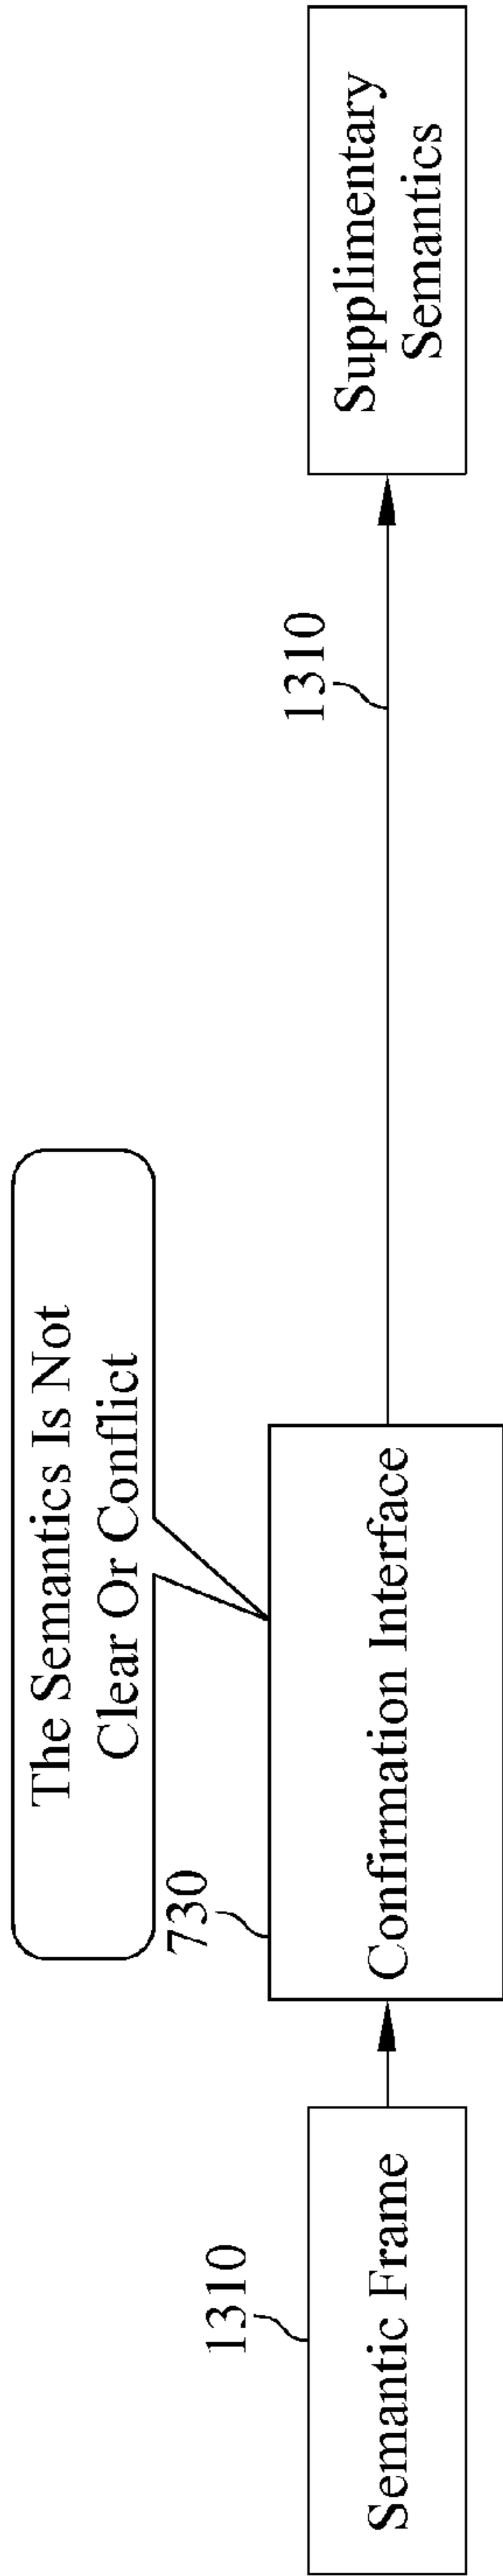 The Semantics Is Not
Clear Or Conflict
1310
730
1310
Semantic Frame
Confirmation Interface
Supplimentary
Semantics